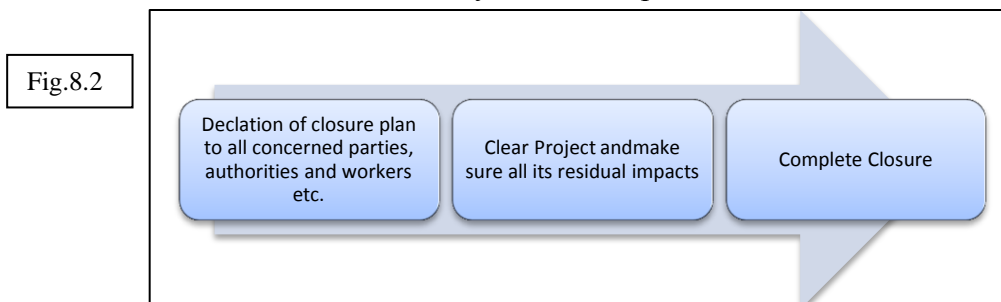 Fig.8.2
Declation of closure plan
to all concerned parties,
authorities and workers
etc.
Clear Project andmake
sure all its residual impacts
Complete Closure